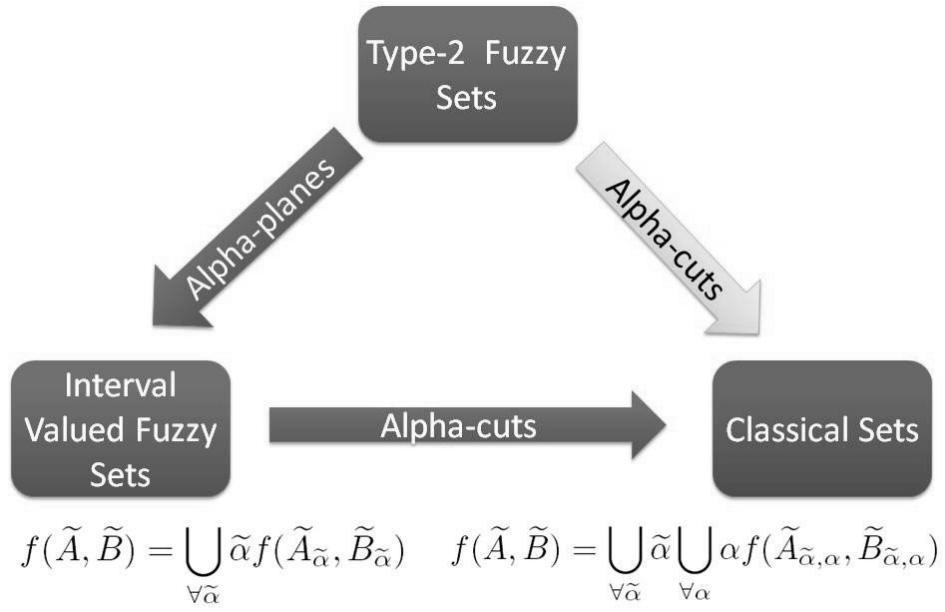 Type-2 Fuzzy
Sets
Alpha-planes
Alpha-cuts
Interval
Valued Fuzzy
Sets
Alpha-cuts
Classical Sets
f(Ã, B̃) = ⋃_{∀α̃} α̃f(Ã_α̃, B̃_α̃)
f(Ã, B̃) = ⋃_{∀α̃} α̃ ⋃_{∀α} αf(Ã_{α̃,α}, B̃_{α̃,α})